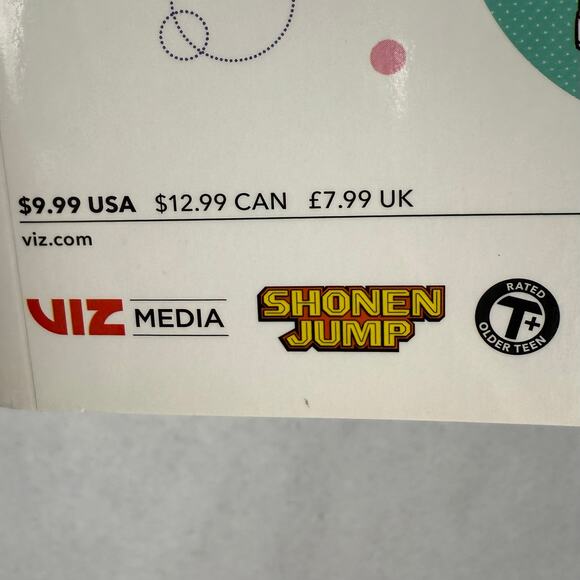 $9.99 USA $12.99 CAN £7.99 UK
viz.com
VIZ MEDIA
SHONEN
JUMP
RATED
T+
OLDER TEEN